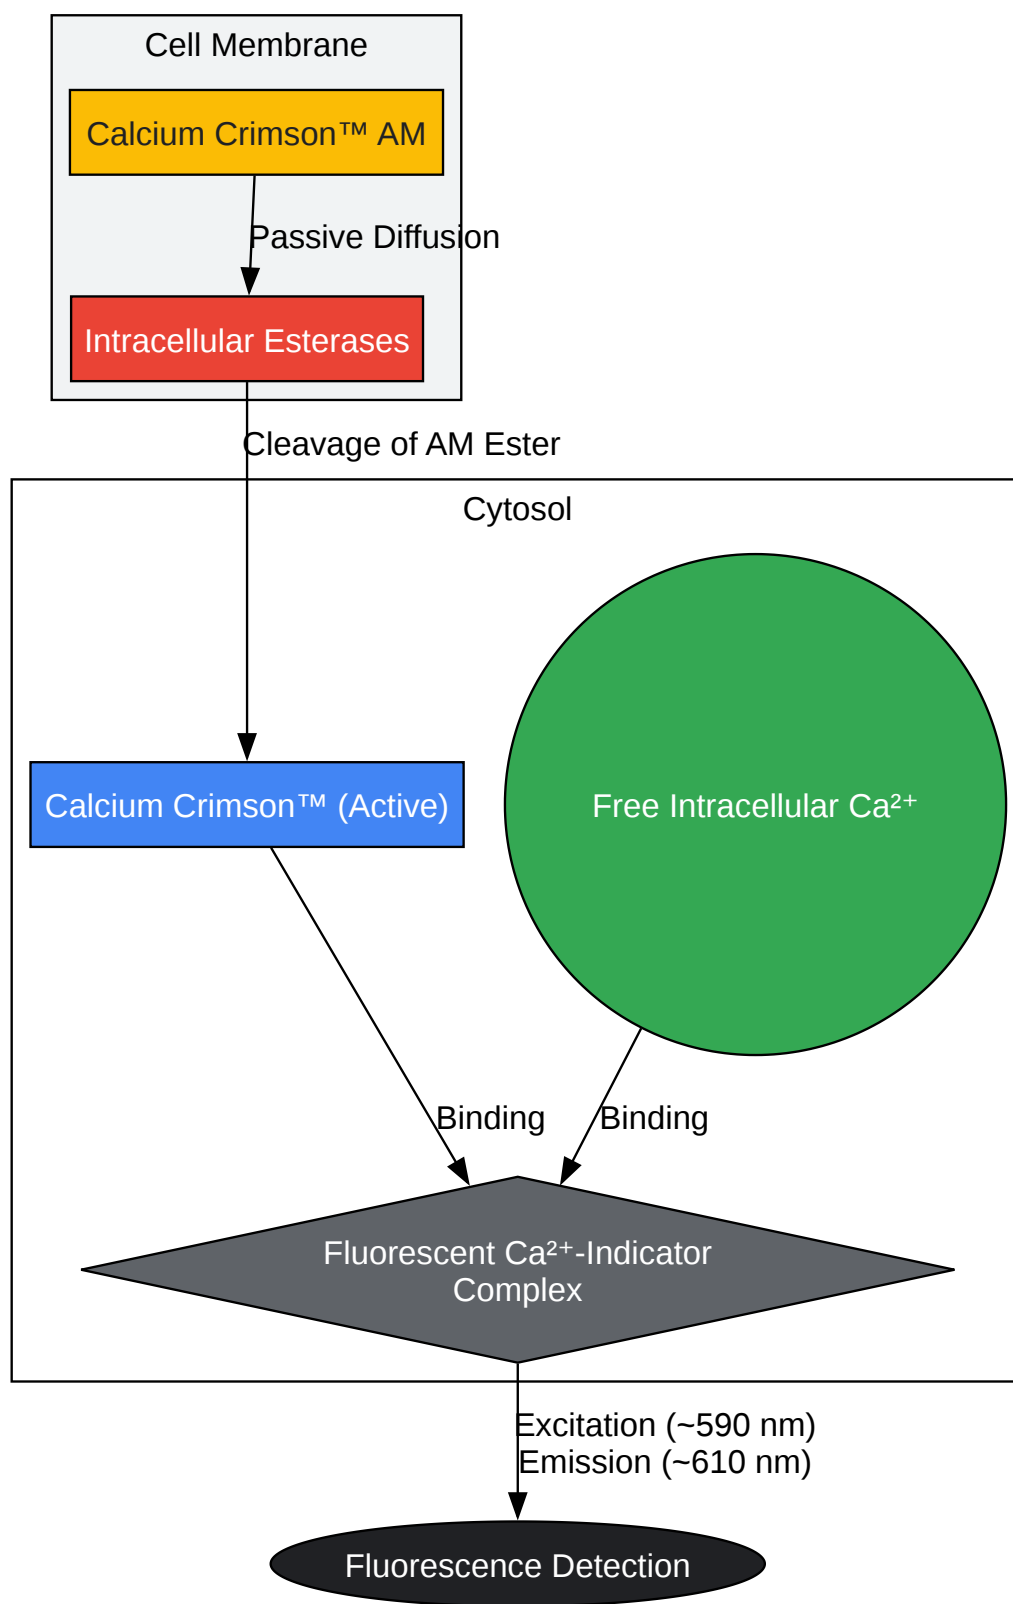 Cell Membrane
Calcium Crimson™ AM
Passive Diffusion
Intracellular Esterases
Cleavage of AM Ester
Cytosol
Calcium Crimson™ (Active)
Free Intracellular Ca²⁺
Binding
Binding
Fluorescent Ca²⁺-Indicator
Complex
Excitation (~590 nm)
Emission (~610 nm)
Fluorescence Detection